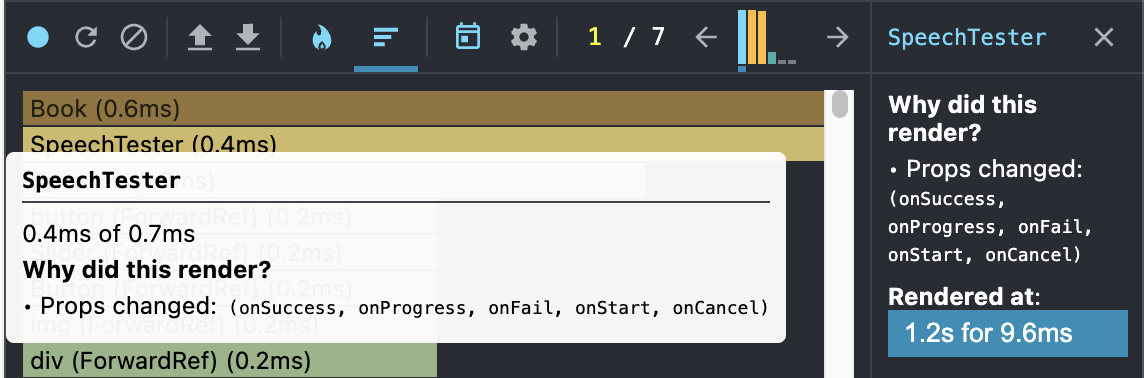 1 / 7
SpeechTester
Book (0.6ms)
SpeechTester (0.4ms)
SpeechTester
button (ForwardRef) (0.2ms)
0.4ms of 0.7ms
Slider (ForwardRef) (0.2ms)
Why did this render?
Button (ForwardRef) (0.2ms)
• Props changed: (onSuccess, onProgress, onFail, onStart, onCancel)
img (ForwardRef) (0.2ms)
div (ForwardRef) (0.2ms)
Why did this
render?
• Props changed:
(onSuccess,
onProgress, onFail,
onStart, onCancel)
Rendered at:
1.2s for 9.6ms